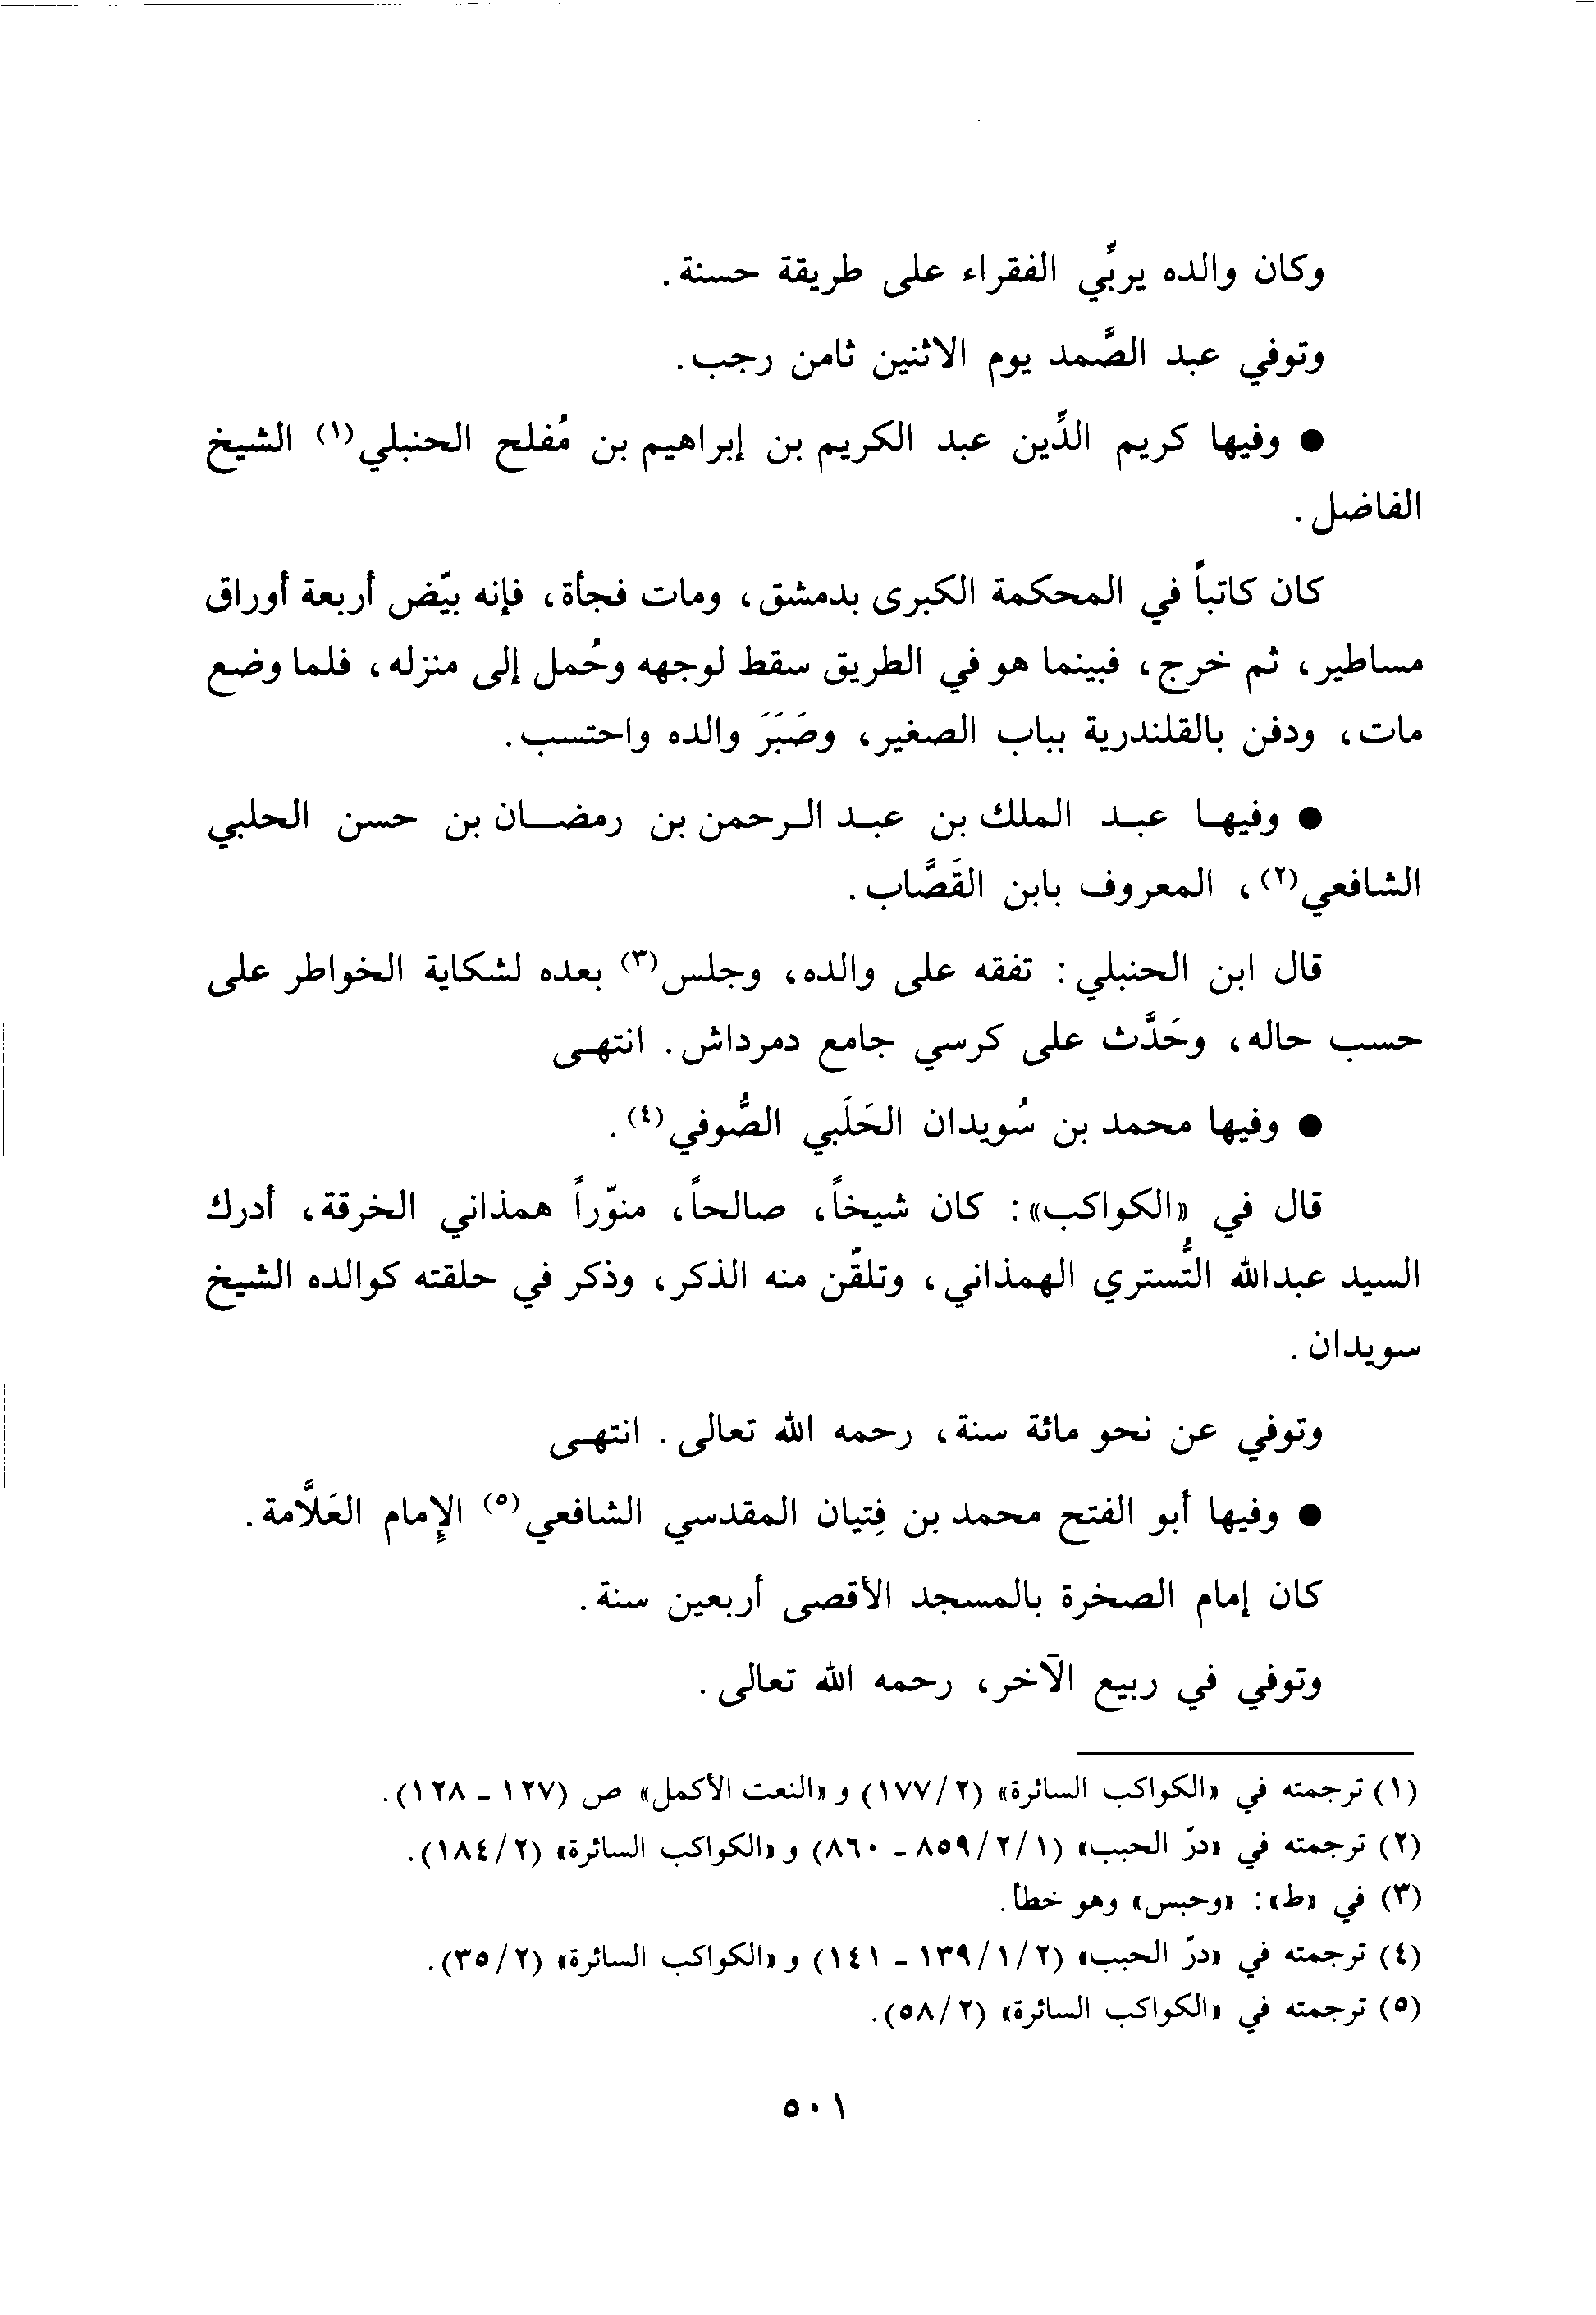 وكان والده يربِّي الفقراء على طريقة حسنة.
وتوفي عبد الصَّمد يوم الاثنين ثامن رجب.
● وفيها كريم الدِّين عبد الكريم بن إبراهيم بن مُفلح الحنبلي(١) الشيخ
الفاضل.
كان كاتباً في المحكمة الكبرى بدمشق، ومات فجأة، فإنه بيّض أربعة أوراق
مساطير، ثم خرج، فبينما هو في الطريق سقط لوجهه وحُمل إلى منزله، فلما وضع
مات، ودفن بالقلندرية بباب الصغير، وصَبَرَ والده واحتسب.
● وفيها عبد الملك بن عبد الرحمن بن رمضان بن حسن الحلبي
الشافعي(٢)، المعروف بابن القَصَّاب.
قال ابن الحنبلي: تفقه على والده، وجلس(٣) بعده لشكاية الخواطر على
حسب حاله، وحَدَّث على كرسي جامع دمرداش. انتهى
● وفيها محمد بن سُويدان الحَلَبي الصُّوفي(٤).
قال في «الكواكب»: كان شيخاً، صالحاً، منوّراً همذاني الخرقة، أدرك
السيد عبدالله التُّستري الهمذاني، وتلقّن منه الذكر، وذكر في حلقته كوالده الشيخ
سويدان.
وتوفي عن نحو مائة سنة، رحمه الله تعالى. انتهى
● وفيها أبو الفتح محمد بن فِتيان المقدسي الشافعي(٥) الإمام العَلَّامة.
كان إمام الصخرة بالمسجد الأقصى أربعين سنة.
وتوفي في ربيع الآخر، رحمه الله تعالى.
(١) ترجمته في «الكواكب السائرة» (٢/١٧٧) و «النعت الأكمل» ص (١٢٧ - ١٢٨).
(٢) ترجمته في «درّ الحبب» (١/٢/٨٥٩ - ٨٦٠) و «الكواكب السائرة» (٢/١٨٤).
(٣) في «ط»: «وحبس» وهو خطأ.
(٤) ترجمته في «درّ الحبب» (٢/١/١٣٩ - ١٤١) و «الكواكب السائرة» (٢/٣٥).
(٥) ترجمته في «الكواكب السائرة» (٢/٥٨).
٥٠١